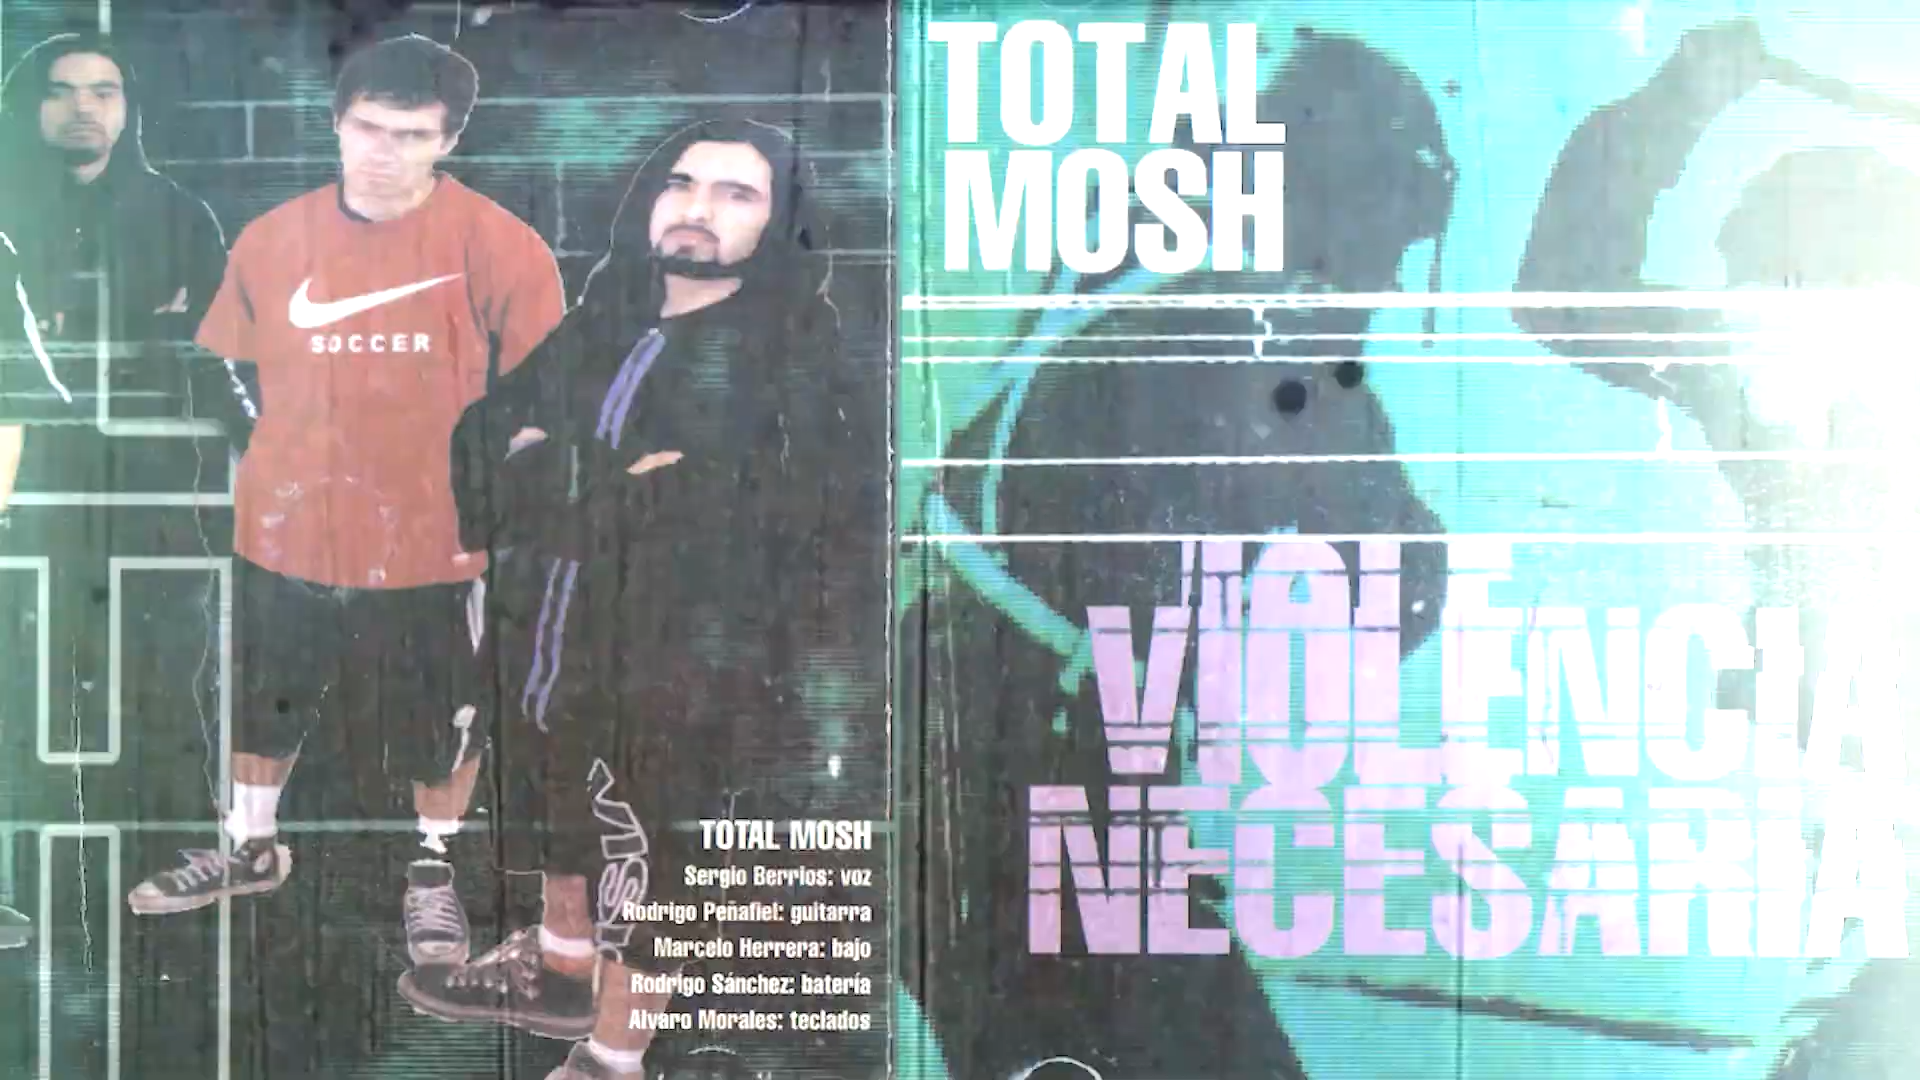 SOCCER
TOTAL MOSH
Sergio Berrios: voz
Rodrigo Peñafiel: guitarra
Marcelo Herrera: bajo
Rodrigo Sánchez: batería
Alvaro Morales: teclados
TOTAL
MOSH
VIOLE
VIOLENCIA
NECESARIA